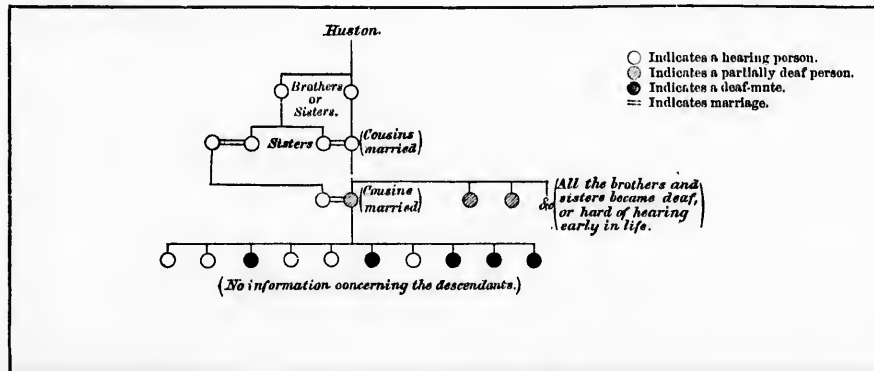 Huston.
Indicates a hearing person.
Indicates a partially deaf person.
Indicates a deaf-mute.
= Indicates marriage.
Brothers
or
Sisters.
Sisters
(Cousins
married)
(Cousins
married)
&c
(All the brothers and
sisters became deaf,
or hard of hearing
early in life.)
(No information concerning the descendants.)